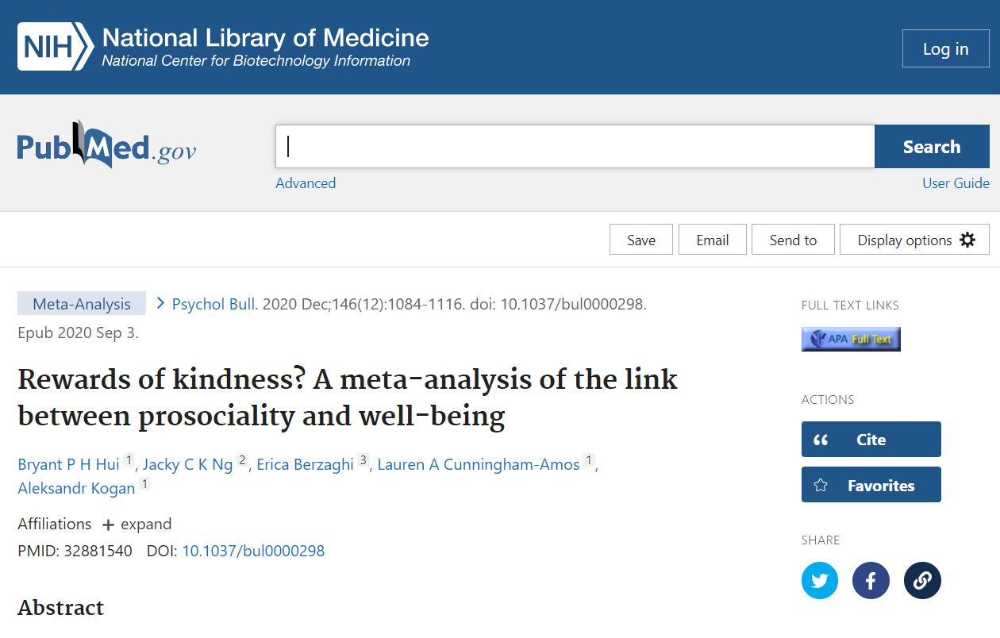 NIH National Library of Medicine
National Center for Biotechnology Information
Log in
PubMed.gov
Search
Advanced
User Guide
Save
Email
Send to
Display options
Meta-Analysis
Psychol Bull. 2020 Dec;146(12):1084-1116. doi: 10.1037/bul0000298.
Epub 2020 Sep 3.
Rewards of kindness? A meta-analysis of the link
between prosociality and well-being
Bryant P H Hui 1, Jacky C K Ng 2, Erica Berzaghi 3, Lauren A Cunningham-Amos 1,
Aleksandr Kogan 1
Affiliations + expand
PMID: 32881540 DOI: 10.1037/bul0000298
Abstract
FULL TEXT LINKS
APA Full Text
ACTIONS
Cite
Favorites
SHARE